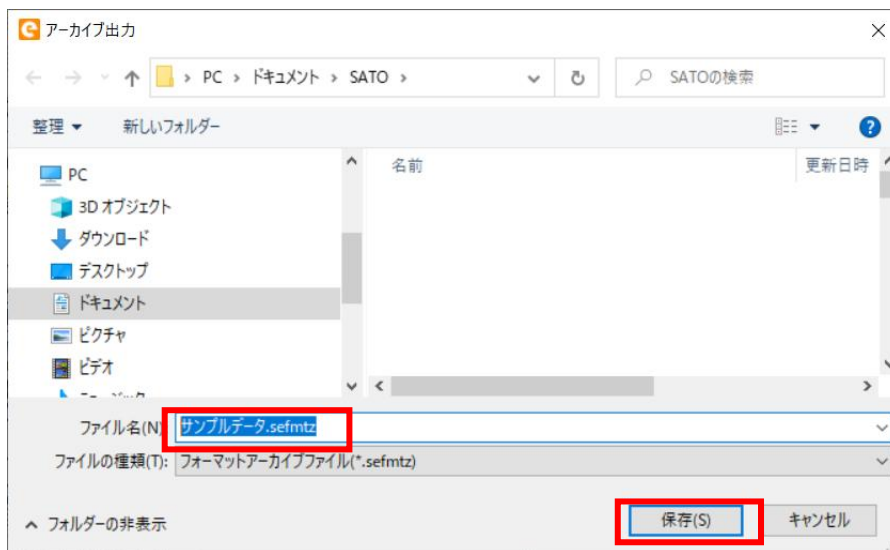 アーカイブ出力
PC › ドキュメント › SATO ›
SATOの検索
整理 新しいフォルダー
PC
名前 更新日時
3D オブジェクト
ダウンロード
デスクトップ
ドキュメント
ピクチャ
ビデオ
ミュージック
ファイル名(N)
サンプルデータ.sefmtz
ファイルの種類(T): フォーマットアーカイブファイル(*.sefmtz)
フォルダーの非表示
保存(S) キャンセル